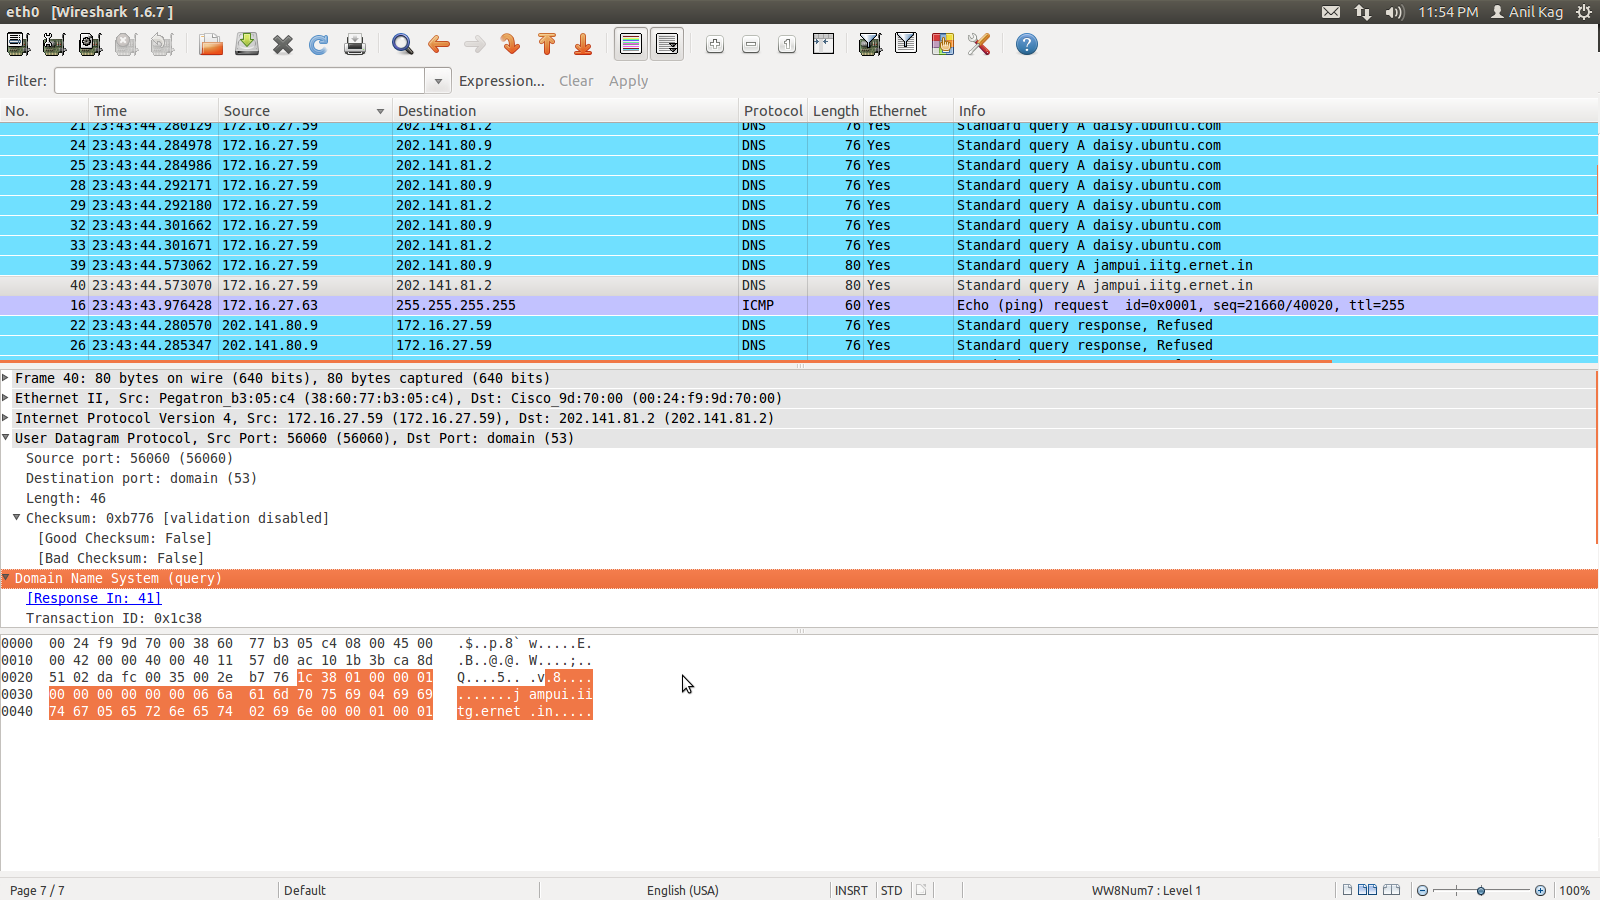 eth0 [Wireshark 1.6.7 ]
11:54 PM Anil Kag
Filter: Expression... Clear Apply
No. Time Source Destination Protocol Length Ethernet Info
21 23:43:44.280129 172.16.27.59 202.141.81.2 DNS 76 Yes Standard query A daisy.ubuntu.com
24 23:43:44.284978 172.16.27.59 202.141.80.9 DNS 76 Yes Standard query A daisy.ubuntu.com
25 23:43:44.284986 172.16.27.59 202.141.81.2 DNS 76 Yes Standard query A daisy.ubuntu.com
28 23:43:44.292171 172.16.27.59 202.141.80.9 DNS 76 Yes Standard query A daisy.ubuntu.com
29 23:43:44.292180 172.16.27.59 202.141.81.2 DNS 76 Yes Standard query A daisy.ubuntu.com
32 23:43:44.301662 172.16.27.59 202.141.80.9 DNS 76 Yes Standard query A daisy.ubuntu.com
33 23:43:44.301671 172.16.27.59 202.141.81.2 DNS 76 Yes Standard query A daisy.ubuntu.com
39 23:43:44.573062 172.16.27.59 202.141.80.9 DNS 80 Yes Standard query A jampui.iitg.ernet.in
40 23:43:44.573070 172.16.27.59 202.141.81.2 DNS 80 Yes Standard query A jampui.iitg.ernet.in
16 23:43:43.976428 172.16.27.63 255.255.255.255 ICMP 60 Yes Echo (ping) request id=0x0001, seq=21660/40020, ttl=255
22 23:43:44.280570 202.141.80.9 172.16.27.59 DNS 76 Yes Standard query response, Refused
26 23:43:44.285347 202.141.80.9 172.16.27.59 DNS 76 Yes Standard query response, Refused
Frame 40: 80 bytes on wire (640 bits), 80 bytes captured (640 bits)
Ethernet II, Src: Pegatron_b3:05:c4 (38:60:77:b3:05:c4), Dst: Cisco_9d:70:00 (00:24:f9:9d:70:00)
Internet Protocol Version 4, Src: 172.16.27.59 (172.16.27.59), Dst: 202.141.81.2 (202.141.81.2)
User Datagram Protocol, Src Port: 56060 (56060), Dst Port: domain (53)
Source port: 56060 (56060)
Destination port: domain (53)
Length: 46
Checksum: 0xb776 [validation disabled]
[Good Checksum: False]
[Bad Checksum: False]
Domain Name System (query)
[Response In: 41]
Transaction ID: 0x1c38
0000 00 24 f9 9d 70 00 38 60 77 b3 05 c4 08 00 45 00 .$..p.8` w.....E.
0010 00 42 00 00 40 00 40 11 57 d0 ac 10 1b 3b ca 8d .B..@.@. W....;..
0020 51 02 da fc 00 35 00 2e b7 76 1c 38 01 00 00 01 Q....5.. .v.8....
0030 00 00 00 00 00 00 06 6a 61 6d 70 75 69 04 69 69 .......j ampui.ii
0040 74 67 05 65 72 6e 65 74 02 69 6e 00 00 01 00 01 tg.ernet .in.....
Page 7 / 7 Default English (USA) INSRT STD WW8Num7 : Level 1 100%